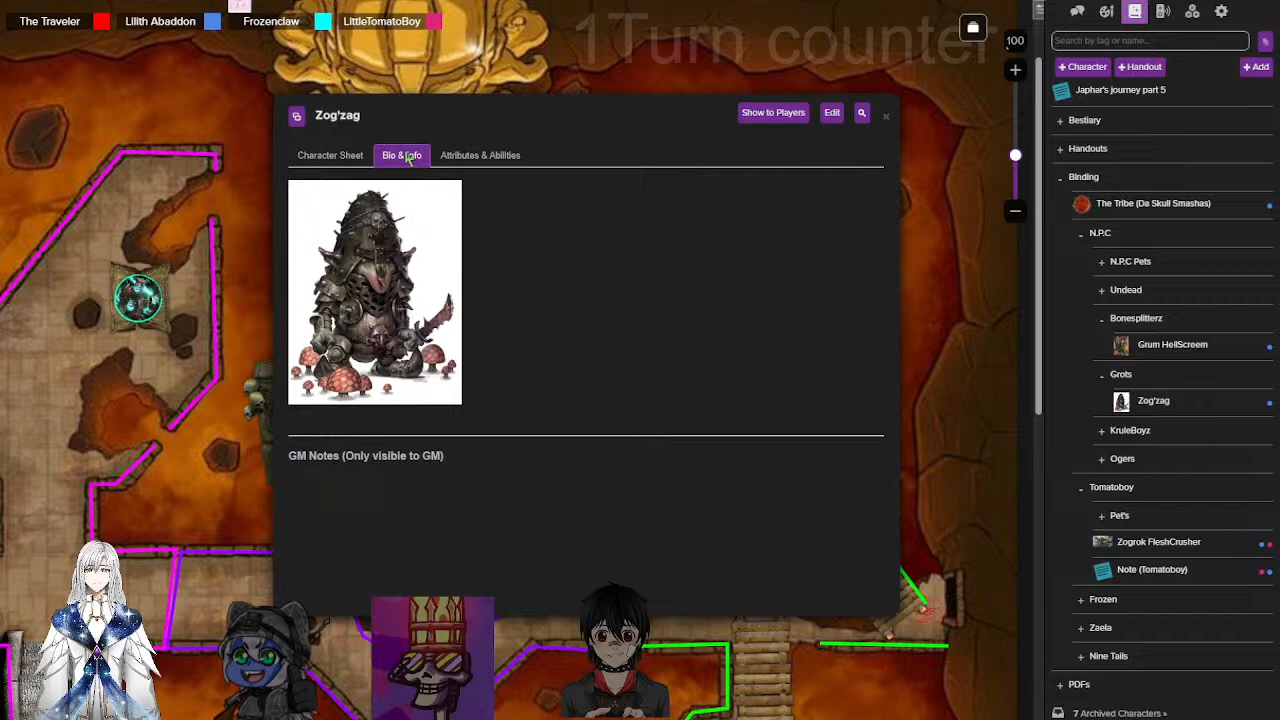 The Traveler
Lilith Abaddon
Frozenclaw
LittleTomatoBoy
1Turn counter
100
Search by tag or name...
+ Character
+ Handout
+ Add
Japhar's journey part 5
+ Bestiary
+ Handouts
- Binding
The Tribe (Da Skull Smashas)
- N.P.C
+ N.P.C Pets
+ Undead
- Bonesplitterz
Grum HellScreem
- Grots
Zog'zag
+ KruleBoyz
+ Ogers
- Tomatoboy
+ Pet's
Zogrok FleshCrusher
Note (Tomatoboy)
+ Frozen
+ Zaela
+ Nine Tails
+ PDFs
7 Archived Characters »
Zog'zag
Show to Players
Edit
Character Sheet
Bio & Info
Attributes & Abilities
GM Notes (Only visible to GM)